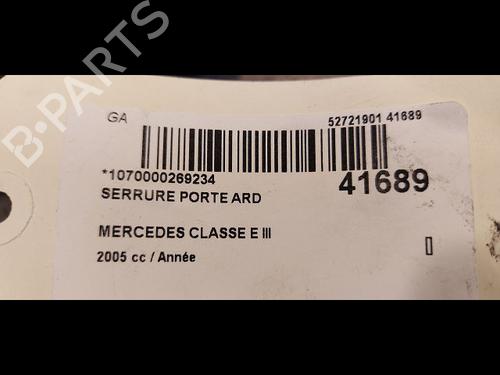 GA
52721901 41689
*1070000269234
41689
SERRURE PORTE ARD
MERCEDES CLASSE E III
2005 cc / Année
B-PARTS